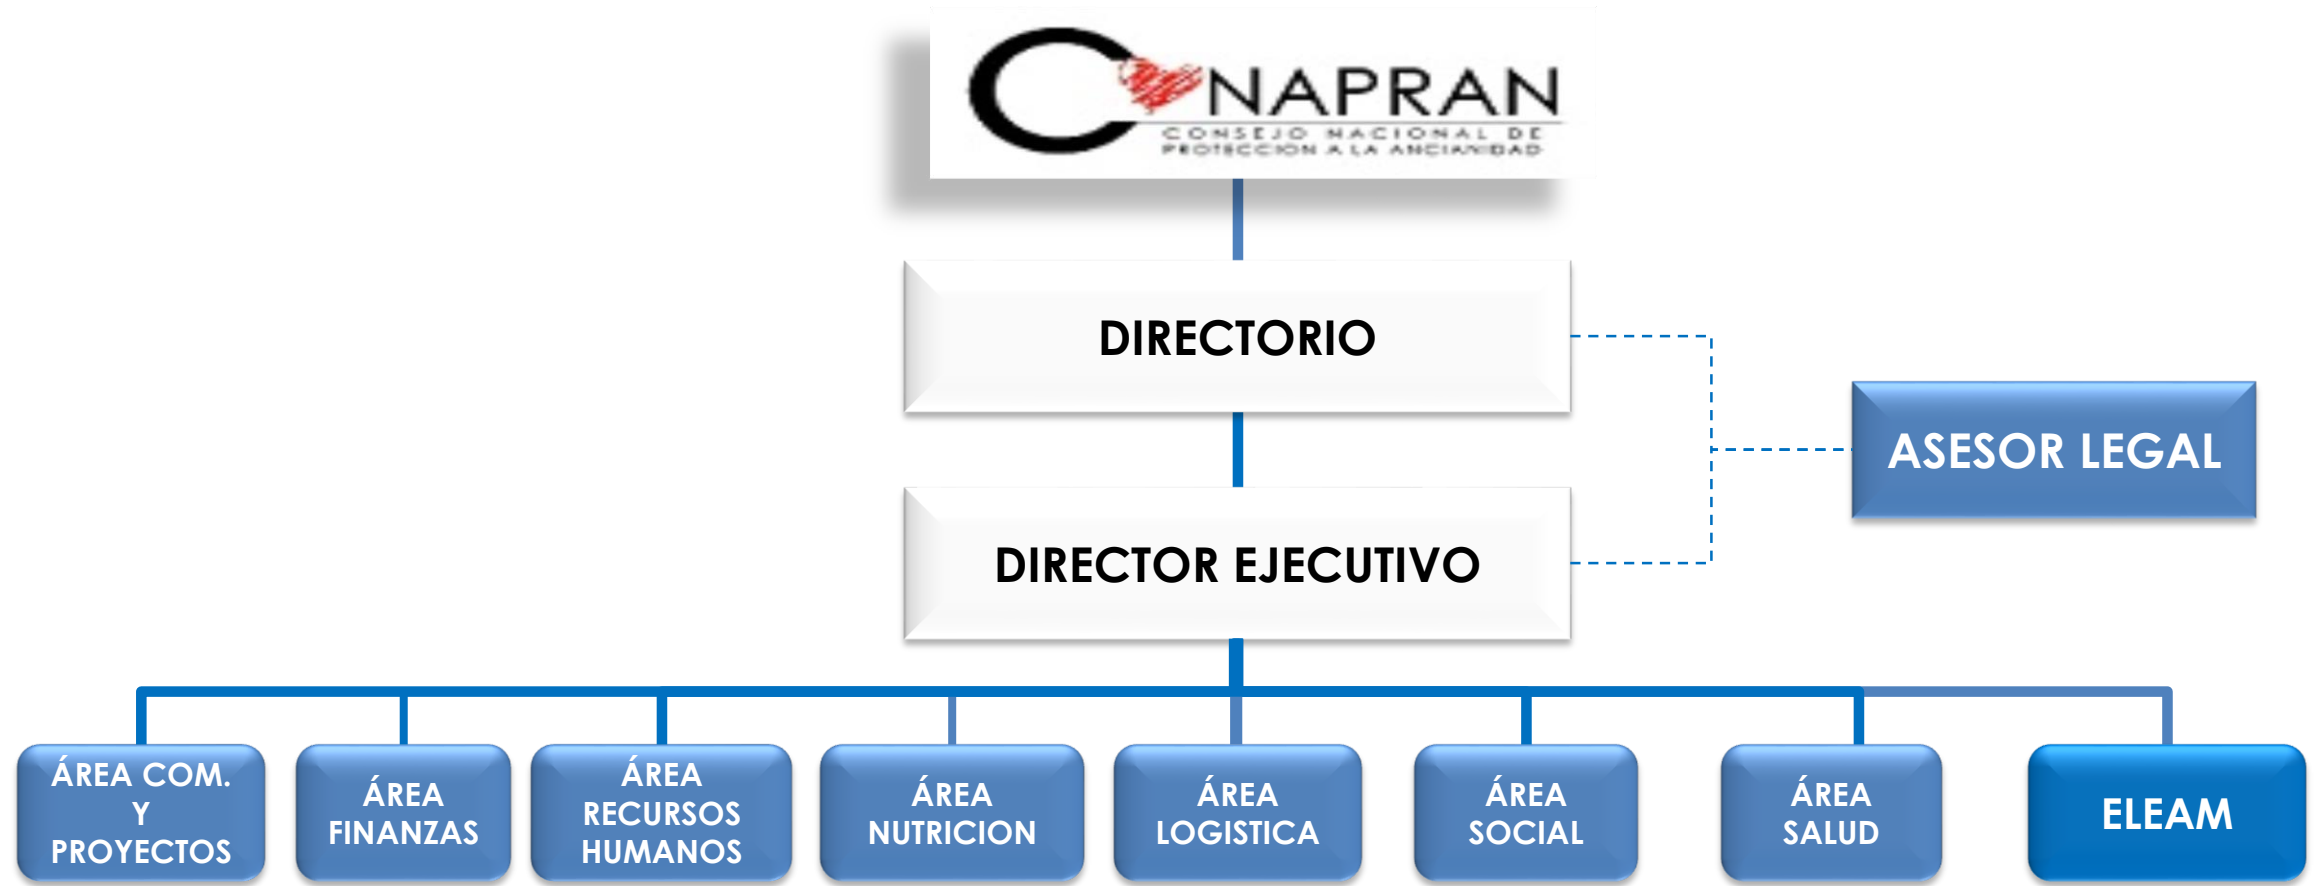 CONAPRAN
CONSEJO NACIONAL DE
PROTECCION A LA ANCIANIDAD
DIRECTORIO
ASESOR LEGAL
DIRECTOR EJECUTIVO
ÁREA COM.
Y
PROYECTOS
ÁREA
FINANZAS
ÁREA
RECURSOS
HUMANOS
ÁREA
NUTRICION
ÁREA
LOGISTICA
ÁREA
SOCIAL
ÁREA
SALUD
ELEAM